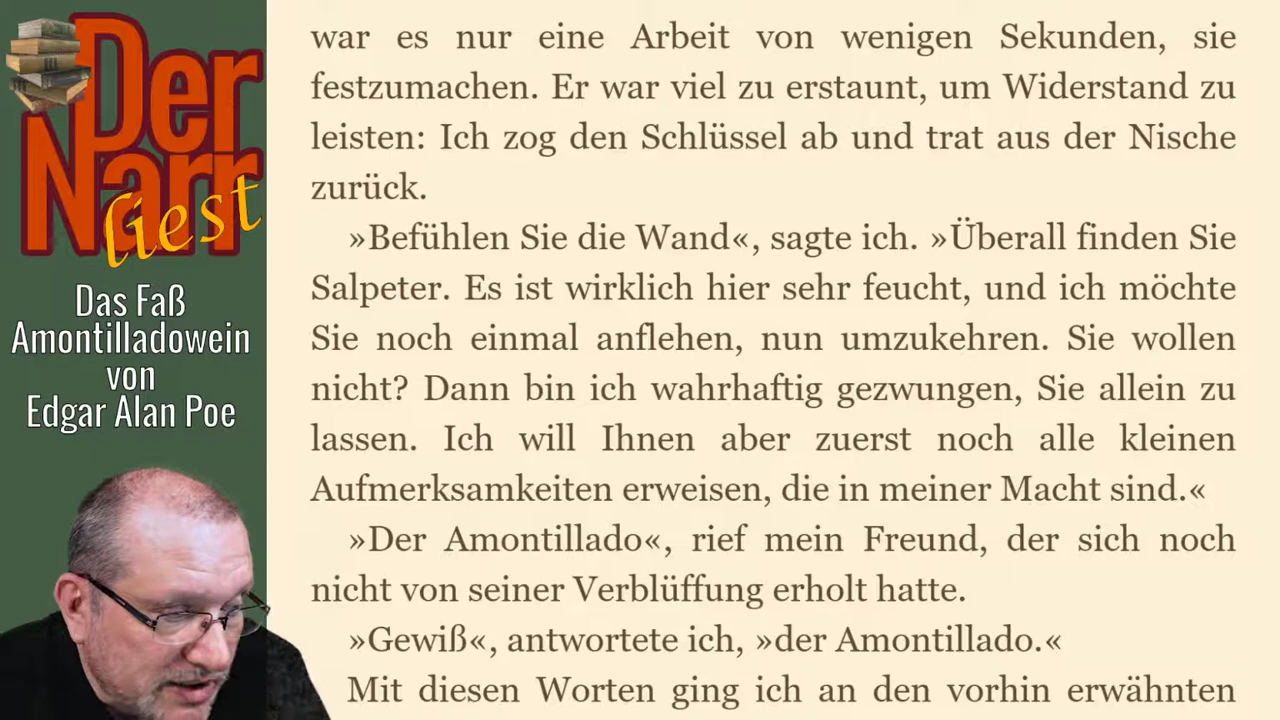 Der
Narr
liest
Das Faß
Amontilladowein
von
Edgar Alan Poe
war es nur eine Arbeit von wenigen Sekunden, sie
festzumachen. Er war viel zu erstaunt, um Widerstand zu
leisten: Ich zog den Schlüssel ab und trat aus der Nische
zurück.
»Befühlen Sie die Wand«, sagte ich. »Überall finden Sie
Salpeter. Es ist wirklich hier sehr feucht, und ich möchte
Sie noch einmal anflehen, nun umzukehren. Sie wollen
nicht? Dann bin ich wahrhaftig gezwungen, Sie allein zu
lassen. Ich will Ihnen aber zuerst noch alle kleinen
Aufmerksamkeiten erweisen, die in meiner Macht sind.«
»Der Amontillado«, rief mein Freund, der sich noch
nicht von seiner Verblüffung erholt hatte.
»Gewiß«, antwortete ich, »der Amontillado.«
Mit diesen Worten ging ich an den vorhin erwähnten